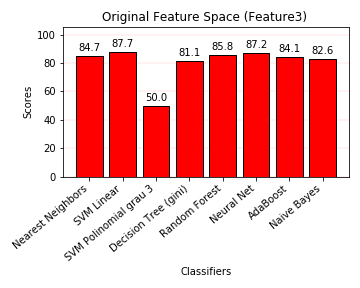 Original Feature Space (Feature3)
100
80
60
40
20
0
Scores
84.7
87.7
50.0
81.1
85.8
87.2
84.1
82.6
Nearest Neighbors
SVM Linear
SVM Polinomial grau 3
Decision Tree (gini)
Random Forest
Neural Net
AdaBoost
Naive Bayes
Classifiers